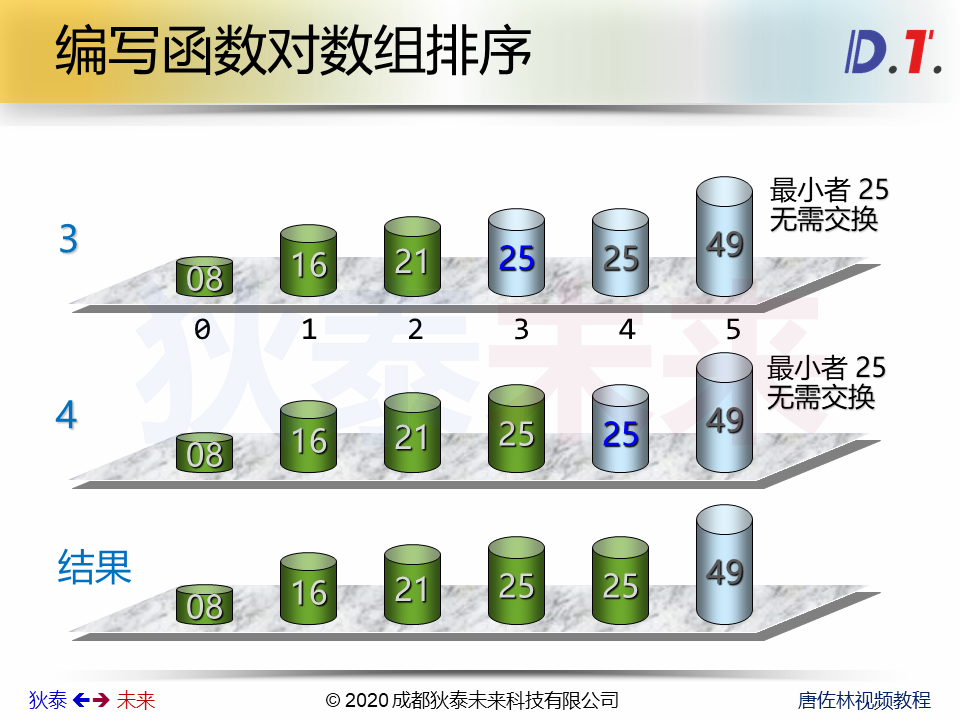 编写函数对数组排序
D.T.
最小者 25
无需交换
3
08 16 21 25 25 49
0 1 2 3 4 5
狄泰未来
最小者 25
无需交换
4
08 16 21 25 25 49
结果
08 16 21 25 25 49
狄泰 未来
© 2020 成都狄泰未来科技有限公司
唐佐林视频教程